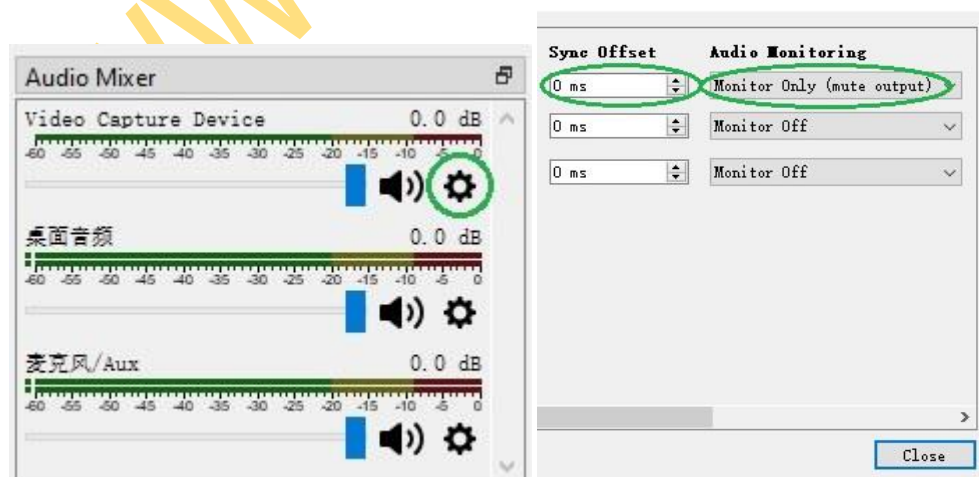 Audio Mixer
Video Capture Device 0.0 dB
-60 -55 -50 -45 -40 -35 -30 -25 -20 -15 -10 -5 0
桌面音频 0.0 dB
-60 -55 -50 -45 -40 -35 -30 -25 -20 -15 -10 -5 0
麦克风/Aux 0.0 dB
-60 -55 -50 -45 -40 -35 -30 -25 -20 -15 -10 -5 0
Sync Offset Audio Monitoring
0 ms Monitor Only (mute output)
0 ms Monitor Off
0 ms Monitor Off
Close